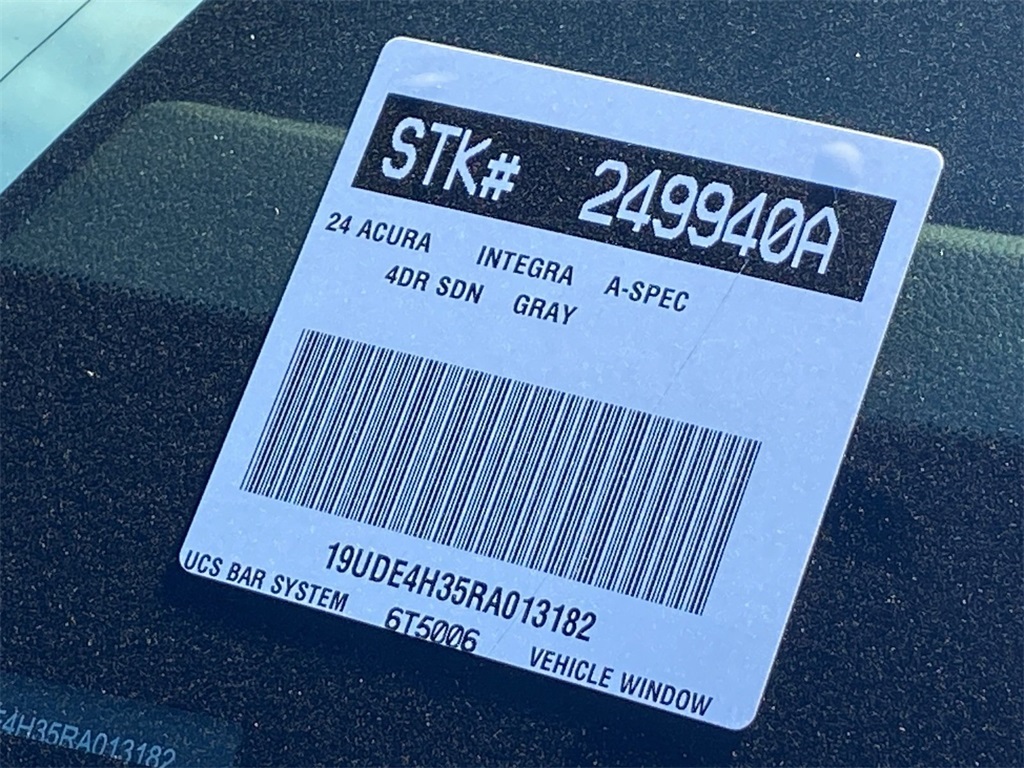 STK# 249940A
24 ACURA INTEGRA A-SPEC
4DR SDN GRAY
19UDE4H35RA013182
UCS BAR SYSTEM 6T5006 VEHICLE WINDOW
E4H35RA013182